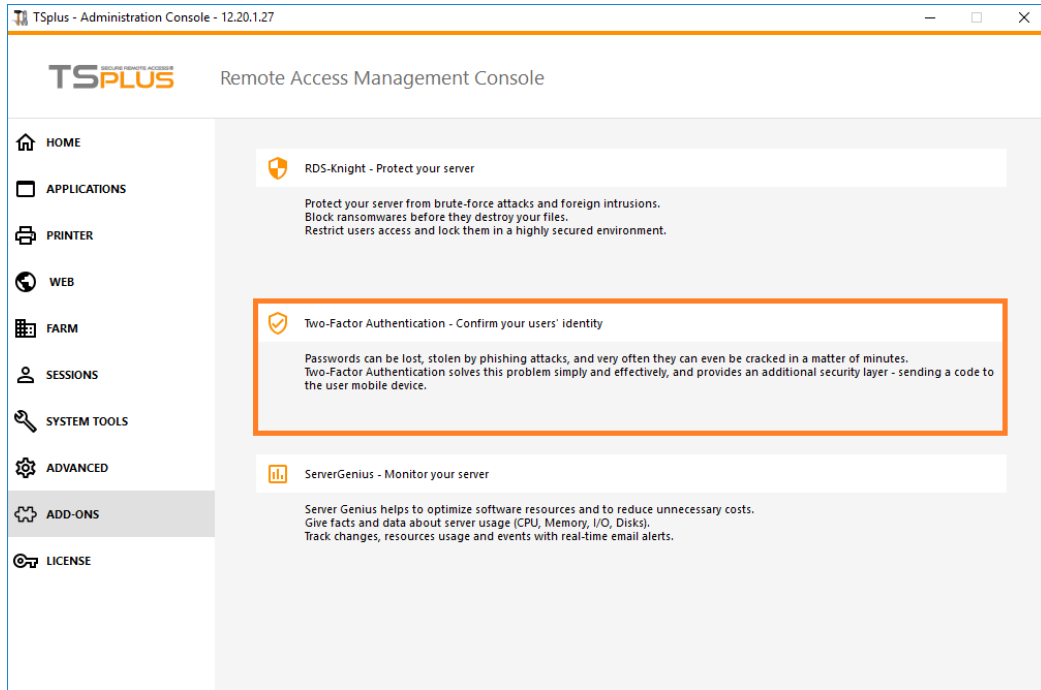 TSplus - Administration Console - 12.20.1.27
SECURE REMOTE ACCESS®
TSPLUS
Remote Access Management Console
HOME
APPLICATIONS
PRINTER
WEB
FARM
SESSIONS
SYSTEM TOOLS
ADVANCED
ADD-ONS
LICENSE
RDS-Knight - Protect your server
Protect your server from brute-force attacks and foreign intrusions.
Block ransomwares before they destroy your files.
Restrict users access and lock them in a highly secured environment.
Two-Factor Authentication - Confirm your users' identity
Passwords can be lost, stolen by phishing attacks, and very often they can even be cracked in a matter of minutes.
Two-Factor Authentication solves this problem simply and effectively, and provides an additional security layer - sending a code to
the user mobile device.
ServerGenius - Monitor your server
Server Genius helps to optimize software resources and to reduce unnecessary costs.
Give facts and data about server usage (CPU, Memory, I/O, Disks).
Track changes, resources usage and events with real-time email alerts.